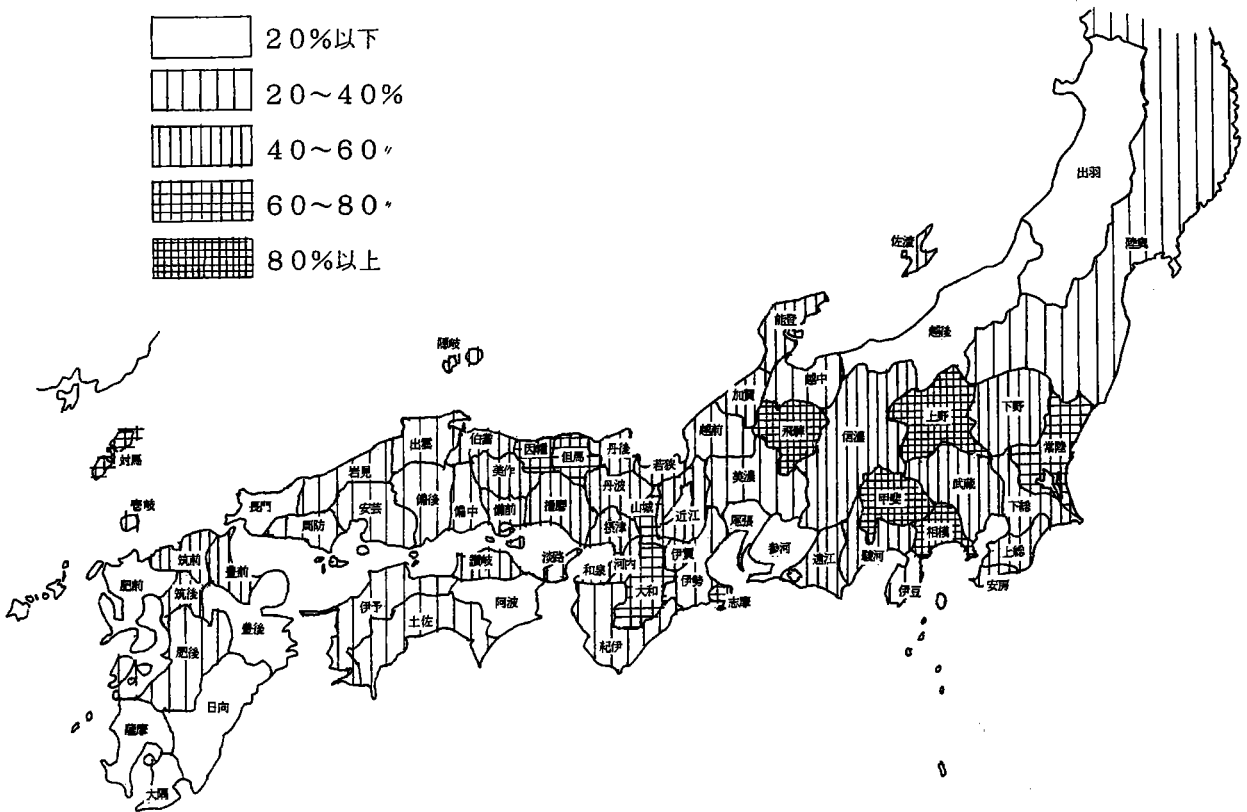 20%以下
20～40%
40～60〃
60～80〃
80%以上
出羽
佐渡
陸奥
能登
越後
隠岐
加賀
越中
上野
下野
飛騨
信濃
常陸
越前
出雲
伯耆
因幡
但馬
丹後
若狭
岩見
美作
丹波
美濃
甲斐
武蔵
対馬
長門
安芸
備後
備中
備前
播磨
山城
近江
尾張
下総
壱岐
周防
摂津
参河
遠江
駿河
相模
上総
筑前
豊前
讃岐
淡路
和泉
河内
伊賀
伊勢
伊豆
安房
肥前
筑後
伊予
阿波
大和
志摩
豊後
土佐
肥後
紀伊
日向
薩摩
大隅